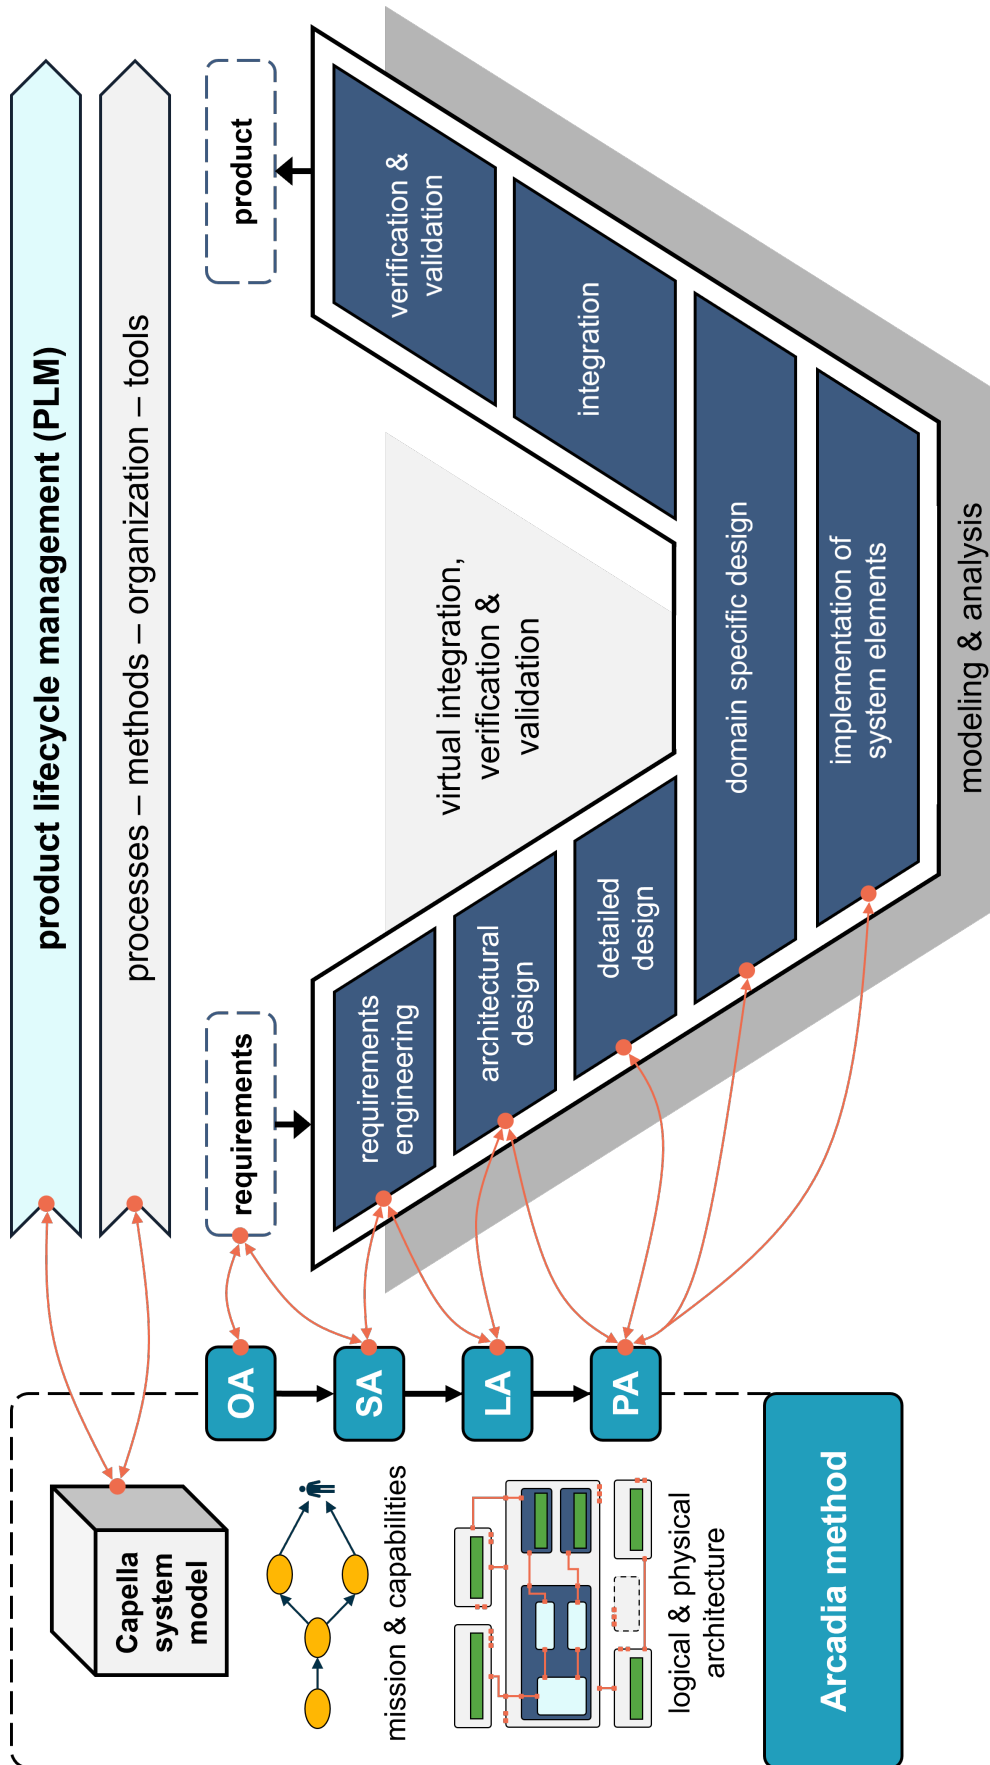 product lifecycle management (PLM)
processes – methods – organization – tools
Capella
system
model
requirements
product
OA
SA
LA
PA
mission & capabilities
logical & physical
architecture
Arcadia method
requirements
engineering
architectural
design
detailed
design
domain specific design
implementation of
system elements
virtual integration,
verification &
validation
verification &
validation
integration
modeling & analysis